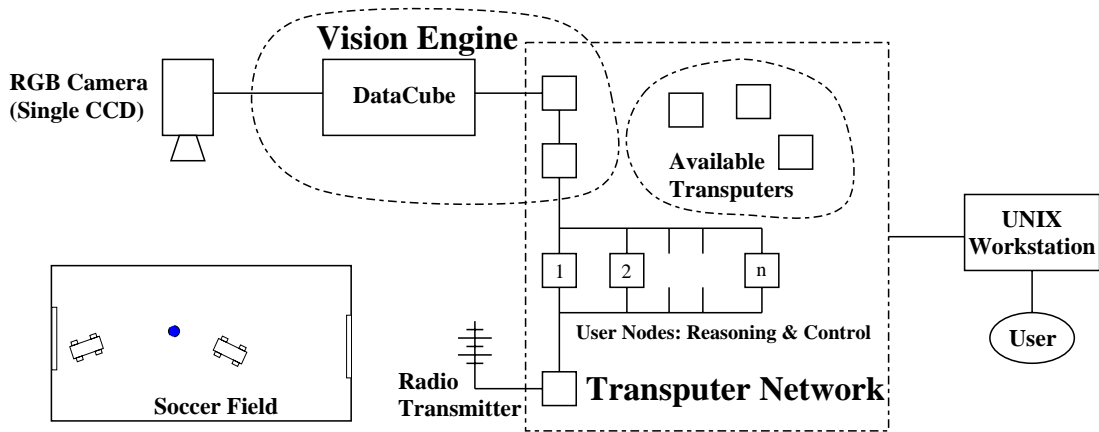 Vision Engine
RGB Camera
(Single CCD)
DataCube
Available
Transputers
UNIX
Workstation
1
2
n
User Nodes: Reasoning & Control
User
Radio
Transmitter
Transputer Network
Soccer Field